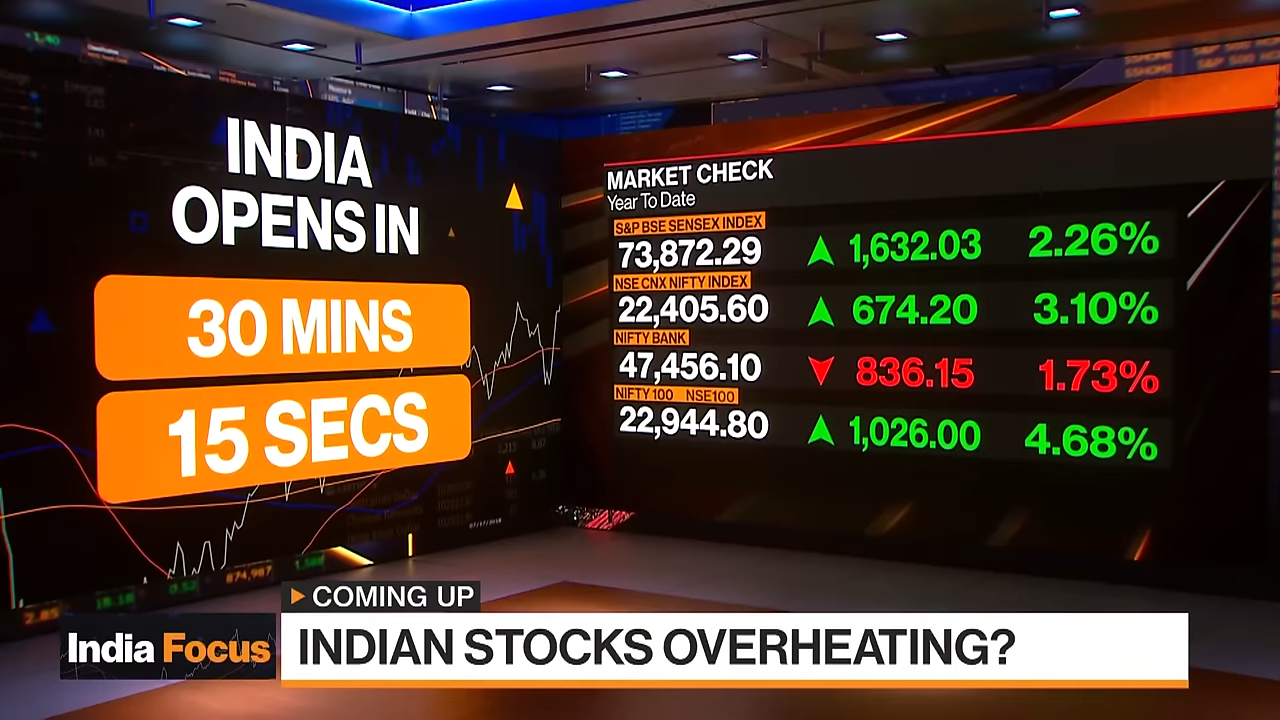 INDIA
OPENS IN
30 MINS
15 SECS
MARKET CHECK
Year To Date
S&P BSE SENSEX INDEX
73,872.29 1,632.03 2.26%
NSE CNX NIFTY INDEX
22,405.60 674.20 3.10%
NIFTY BANK
47,456.10 836.15 1.73%
NIFTY 100 NSE100
22,944.80 1,026.00 4.68%
874,987
COMING UP
India Focus
INDIAN STOCKS OVERHEATING?